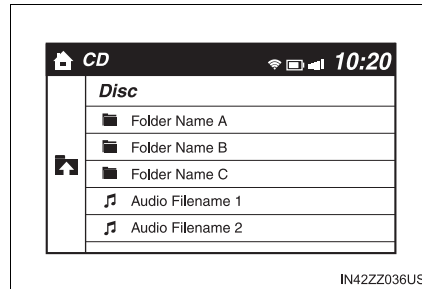 CD 10:20
Disc
Folder Name A
Folder Name B
Folder Name C
Audio Filename 1
Audio Filename 2
IN42ZZ036US